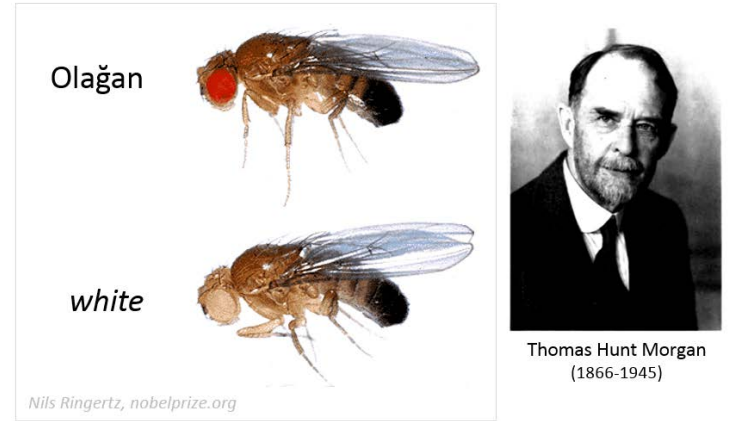 Olağan
white
Nils Ringertz, nobelprize.org
Thomas Hunt Morgan
(1866-1945)